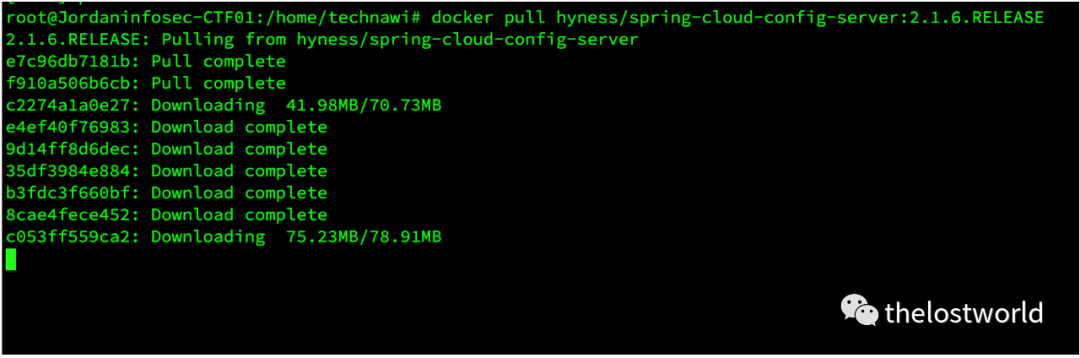 root@Jordaninfosec-CTF01:/home/technawi# docker pull hyness/spring-cloud-config-server:2.1.6.RELEASE
2.1.6.RELEASE: Pulling from hyness/spring-cloud-config-server
e7c96db7181b: Pull complete
f910a506b6cb: Pull complete
c2274a1a0e27: Downloading  41.98MB/70.73MB
e4ef40f76983: Download complete
9d14ff8d6dec: Download complete
35df3984e884: Download complete
b3fdc3f660bf: Download complete
8cae4fece452: Download complete
c053ff559ca2: Downloading  75.23MB/78.91MB
thelostworld